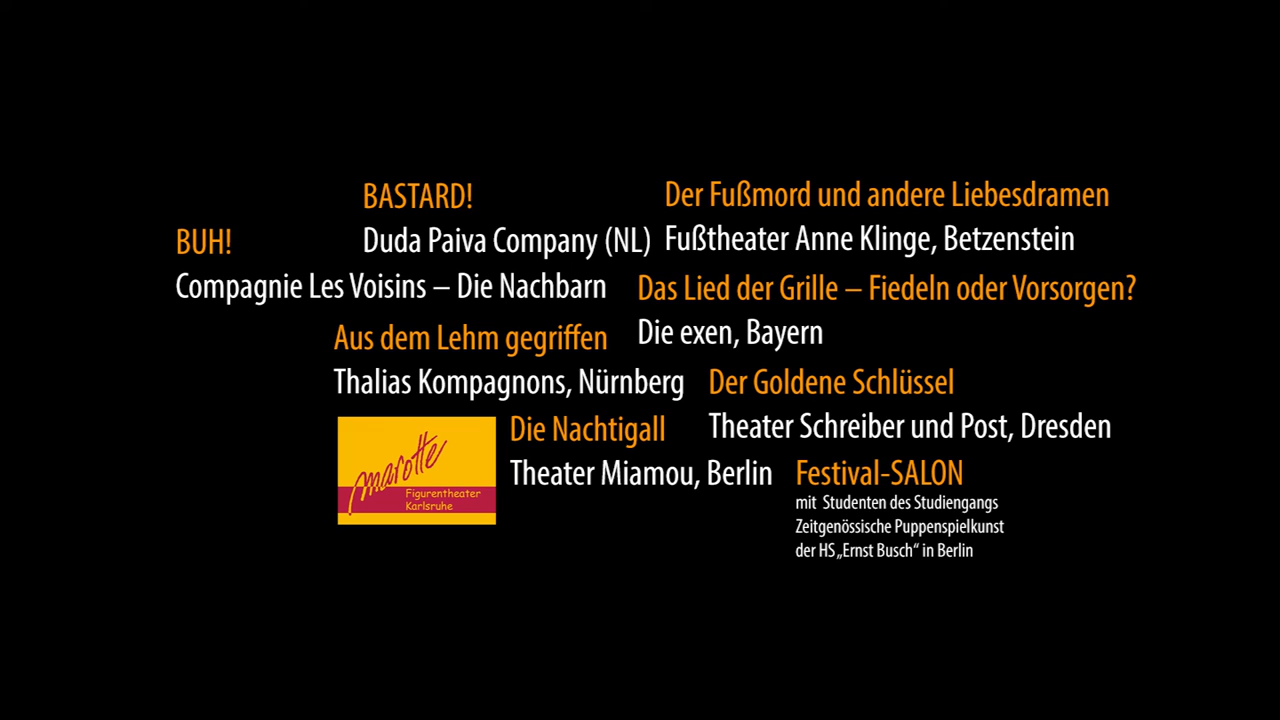 BUH!
Compagnie Les Voisins – Die Nachbarn
BASTARD!
Duda Paiva Company (NL)
Der Fußmord und andere Liebesdramen
Fußtheater Anne Klinge, Betzenstein
Das Lied der Grille – Fiedeln oder Vorsorgen?
Die exen, Bayern
Aus dem Lehm gegriffen
Thalias Kompagnons, Nürnberg
Der Goldene Schlüssel
Theater Schreiber und Post, Dresden
marotte
Figurentheater
Karlsruhe
Die Nachtigall
Theater Miamou, Berlin
Festival-SALON
mit Studenten des Studiengangs
Zeitgenössische Puppenspielkunst
der HS „Ernst Busch“ in Berlin